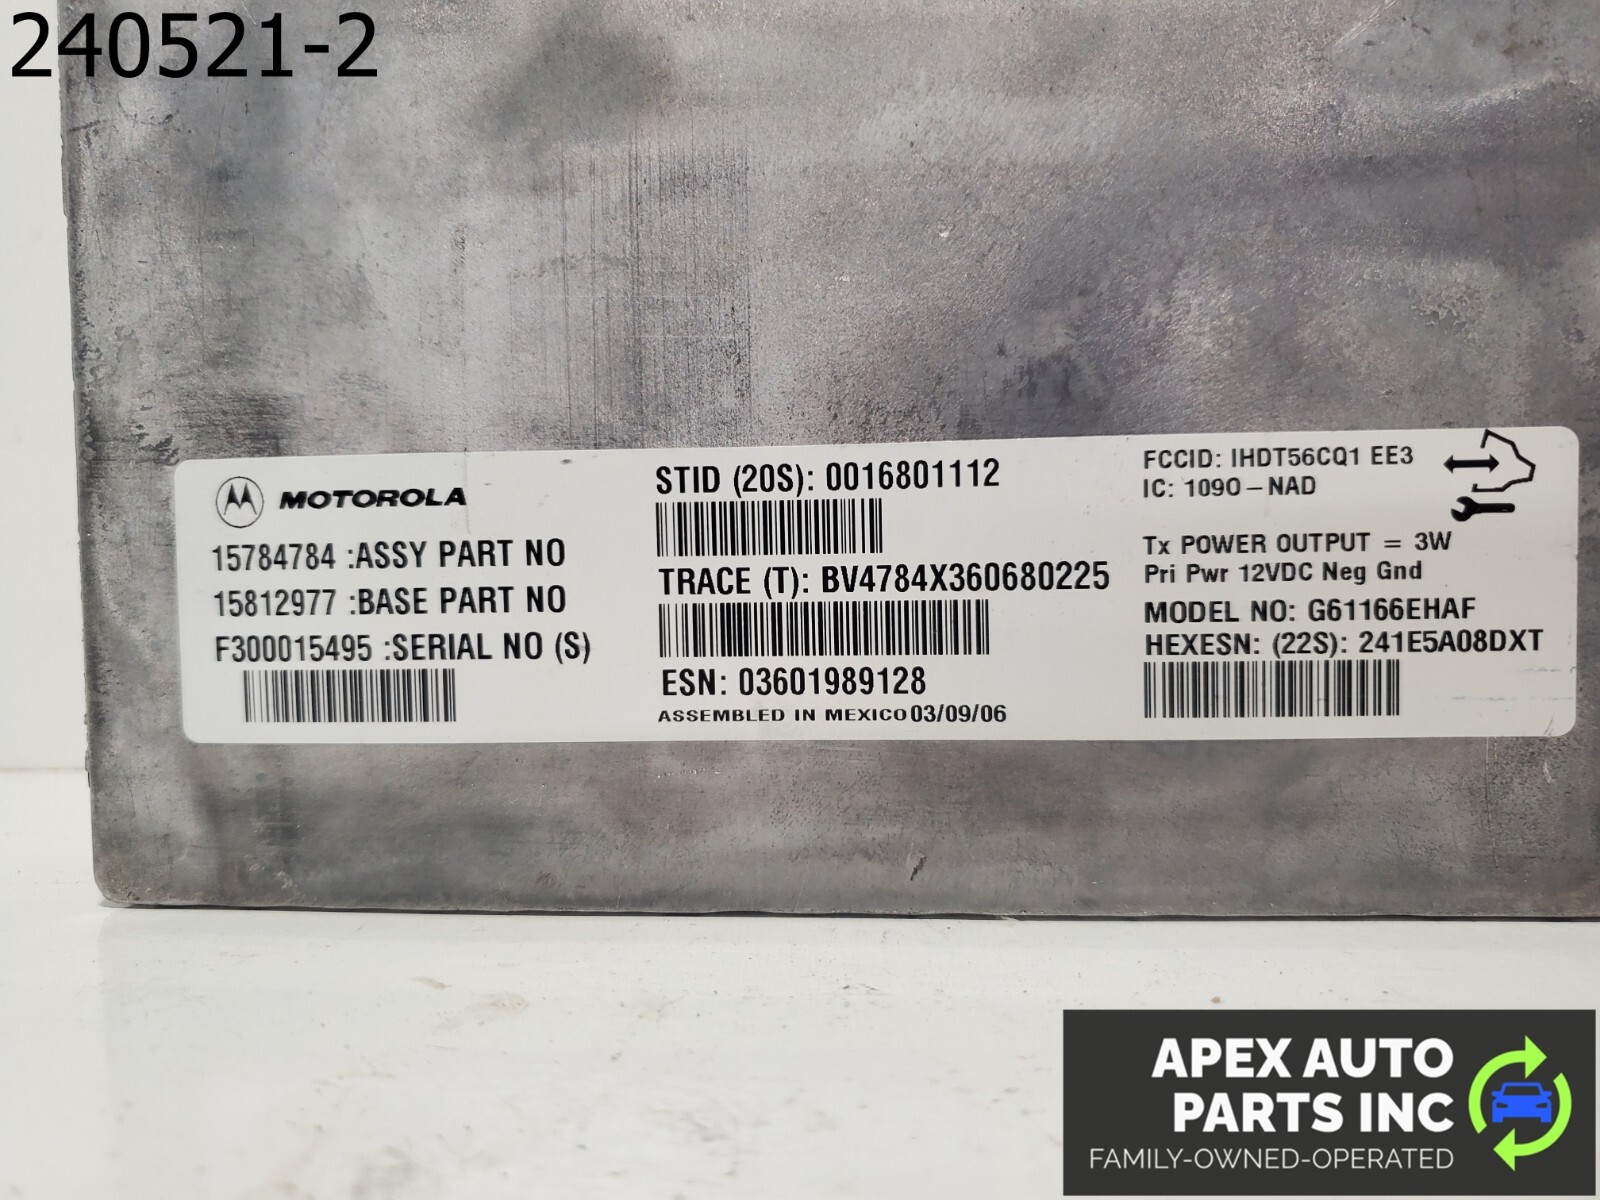 240521-2
MOTOROLA
15784784 :ASSY PART NO
15812977 :BASE PART NO
F300015495 :SERIAL NO (S)
STID (20S): 0016801112
TRACE (T): BV4784X360680225
ESN: 03601989128
ASSEMBLED IN MEXICO 03/09/06
FCCID: IHDT56CQ1 EE3
IC: 109O-NAD
Tx POWER OUTPUT = 3W
Pri Pwr 12VDC Neg Gnd
MODEL NO: G61166EHAF
HEXESN: (22S): 241E5A08DXT
APEX AUTO
PARTS INC
FAMILY-OWNED-OPERATED